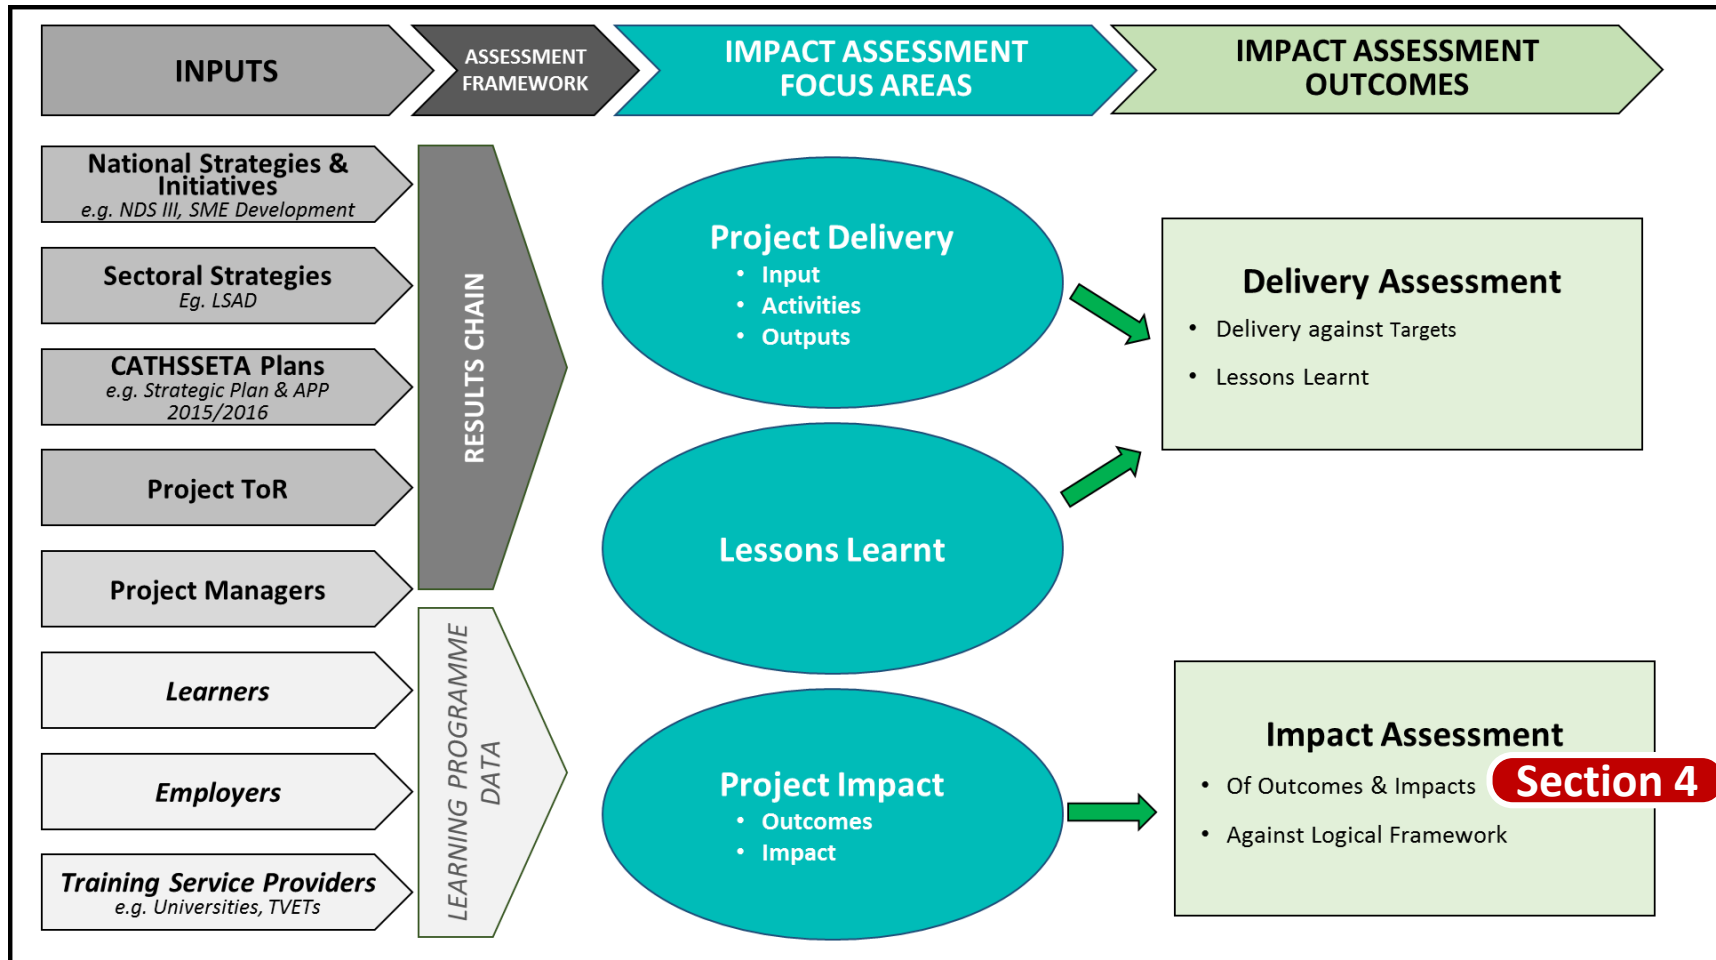 INPUTS
ASSESSMENT
FRAMEWORK
IMPACT ASSESSMENT
FOCUS AREAS
IMPACT ASSESSMENT
OUTCOMES
National Strategies &
Initiatives
e.g. NDS III, SME Development
Sectoral Strategies
Eg. LSAD
CATHSSETA Plans
e.g. Strategic Plan & APP
2015/2016
Project ToR
Project Managers
Learners
Employers
Training Service Providers
e.g. Universities, TVETs
RESULTS CHAIN
LEARNING PROGRAMME
DATA
Project Delivery
• Input
• Activities
• Outputs
Lessons Learnt
Project Impact
• Outcomes
• Impact
Delivery Assessment
• Delivery against Targets
• Lessons Learnt
Impact Assessment
• Of Outcomes & Impacts
Section 4
• Against Logical Framework